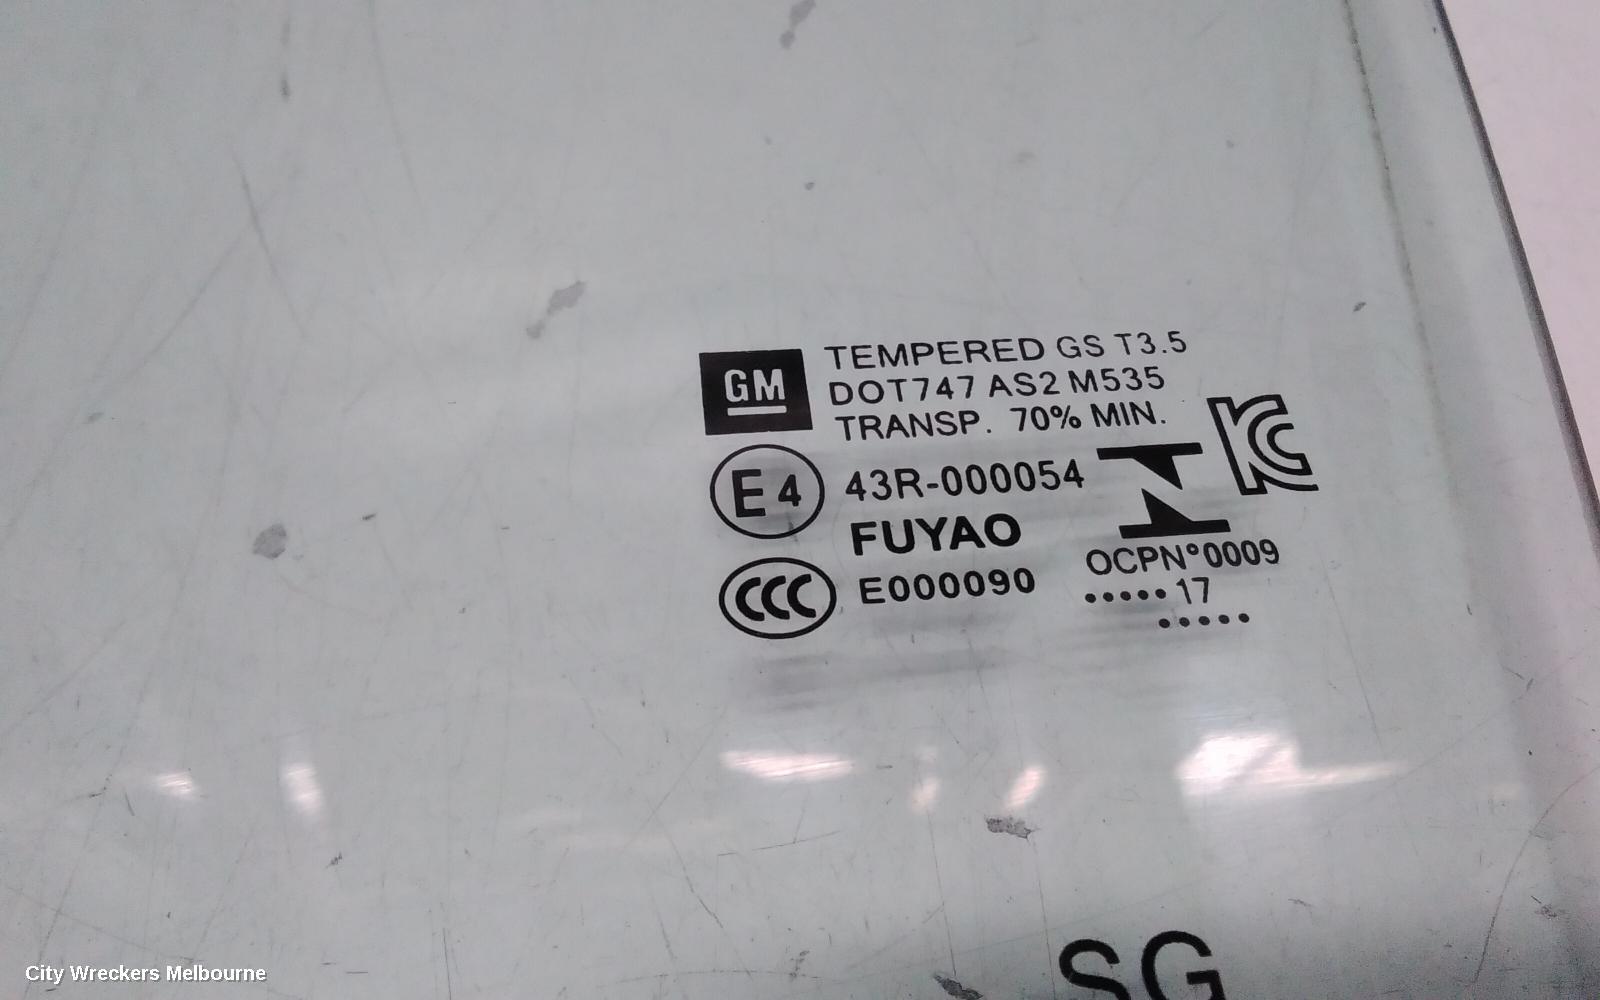 GM
TEMPERED GS T3.5
DOT747 AS2 M535
TRANSP. 70% MIN.
E4 43R-000054
KC
FUYAO
OCPN°0009
CCC E000090
•••••17
•••••
SG
City Wreckers Melbourne